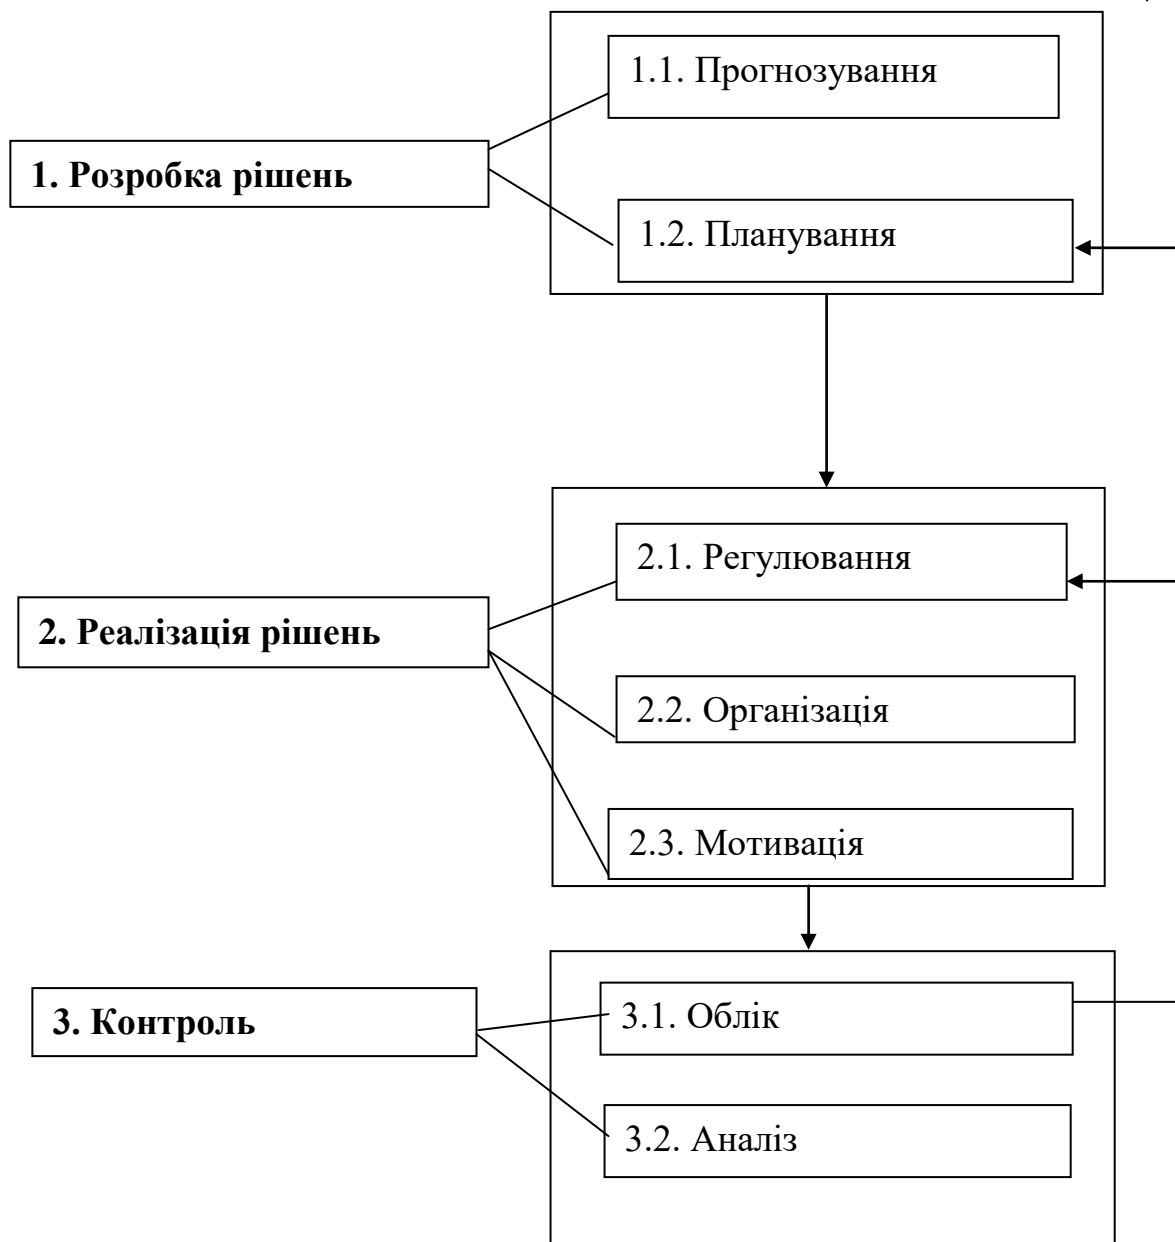 1.1. Прогнозування
1. Розробка рішень
1.2. Планування
2.1. Регулювання
2. Реалізація рішень
2.2. Організація
2.3. Мотивація
3.1. Облік
3. Контроль
3.2. Аналіз